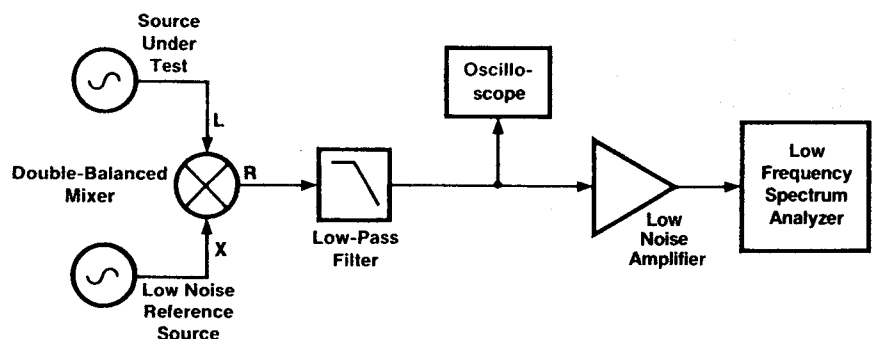 Source
Under
Test
L
Double-Balanced
Mixer
R
X
Low Noise
Reference
Source
Low-Pass
Filter
Oscillo-
scope
Low
Noise
Amplifier
Low
Frequency
Spectrum
Analyzer